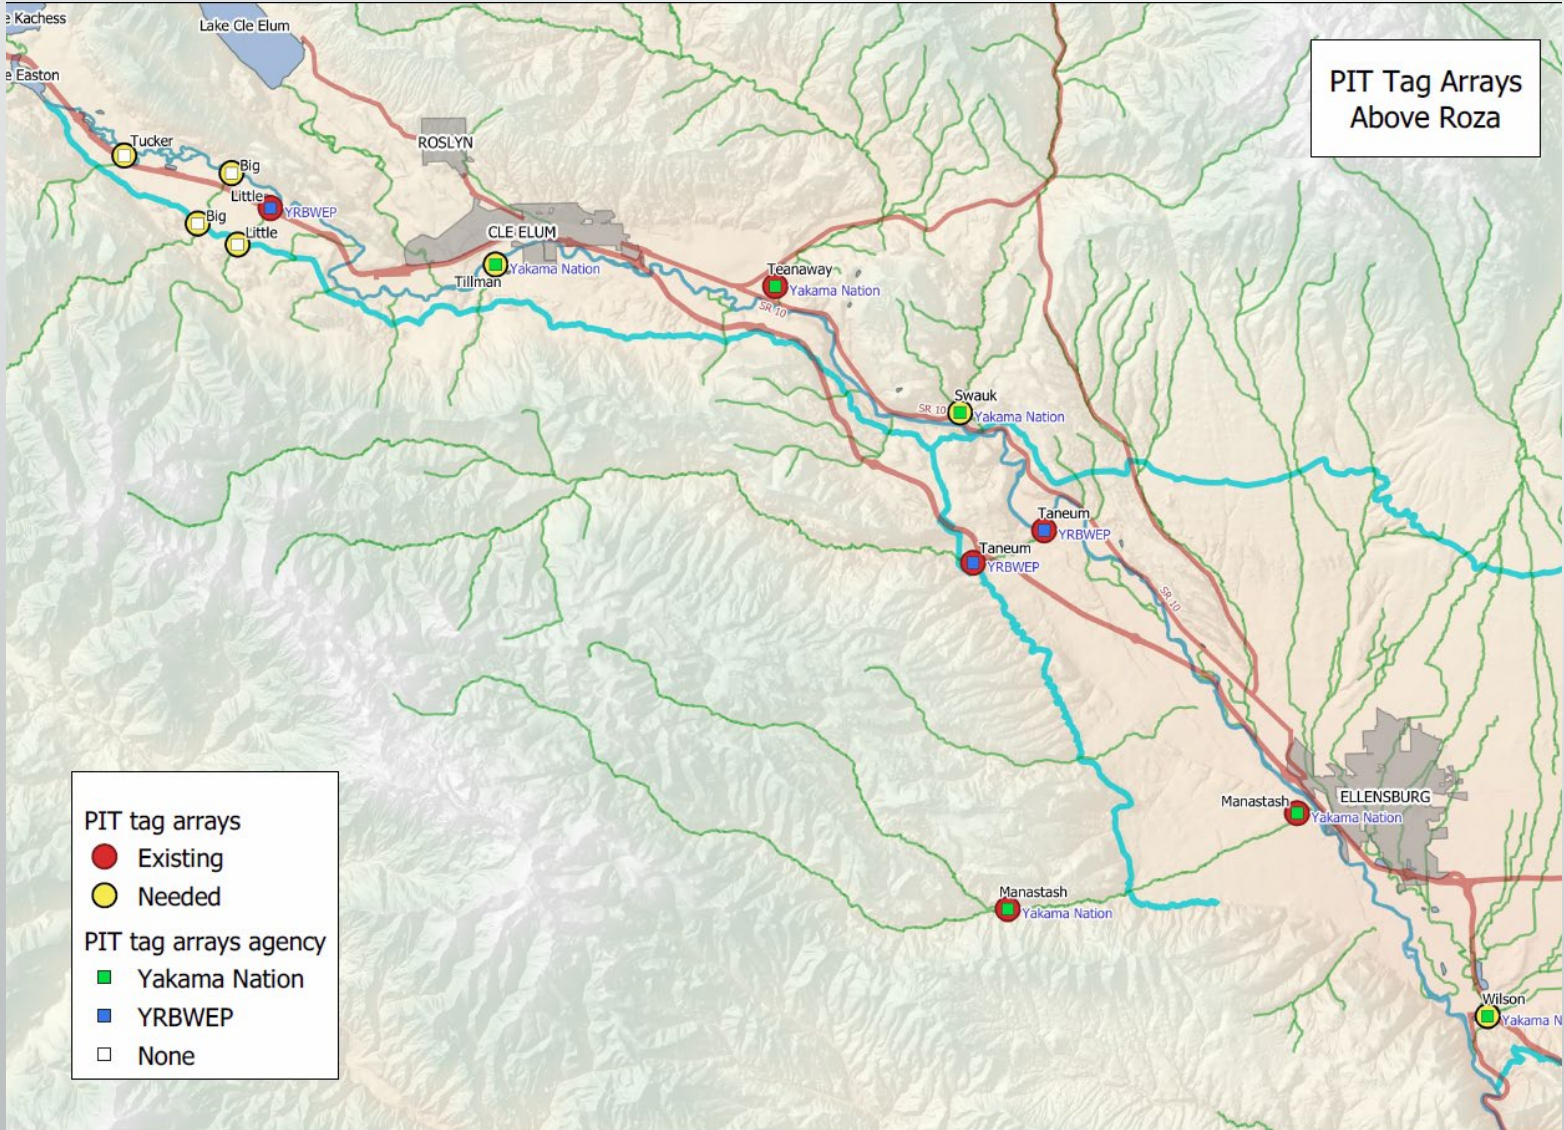 e Kachess
Lake Cle Elum
PIT Tag Arrays
Above Roza
e Easton
Tucker
ROSLYN
Big
Little
YRBWEP
Big
Little
CLE ELUM
Yakama Nation
Tillman
Teanaway
Yakama Nation
SR 10
Swauk
SR 10
Yakama Nation
Taneum
YRBWEP
Taneum
YRBWEP
SR 10
Manastash
Yakama Nation
ELLENSBURG
Manastash
Yakama Nation
Wilson
Yakama N
PIT tag arrays
Existing
Needed
PIT tag arrays agency
Yakama Nation
YRBWEP
None